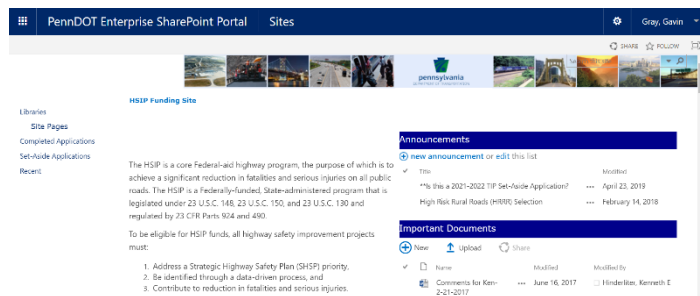 PennDOT Enterprise SharePoint Portal Sites
Gray, Gavin
SHARE FOLLOW
pennsylvania
HSIP Funding Site
Libraries
Site Pages
Completed Applications
Set-Aside Applications
Recent
The HSIP is a core Federal-aid highway program, the purpose of which is to
achieve a significant reduction in fatalities and serious injuries on all public
roads. The HSIP is a Federally-funded, State-administered program that is
legislated under 23 U.S.C. 148, 23 U.S.C. 150, and 23 U.S.C. 130 and
regulated by 23 CFR Parts 924 and 490.
To be eligible for HSIP funds, all highway safety improvement projects
must:
1. Address a Strategic Highway Safety Plan (SHSP) priority,
2. Be identified through a data-driven process, and
3. Contribute to reduction in fatalities and serious injuries.
Announcements
new announcement or edit this list
Title Modified
**Is this a 2021-2022 TIP Set-Aside Application? ... April 23, 2019
High Risk Rural Roads (HRRR) Selection ... February 14, 2018
Important Documents
New Upload Share
Name Modified Modified By
Comments for Ken- ... June 16, 2017 Hinderliter, Kenneth E
2-21-2017